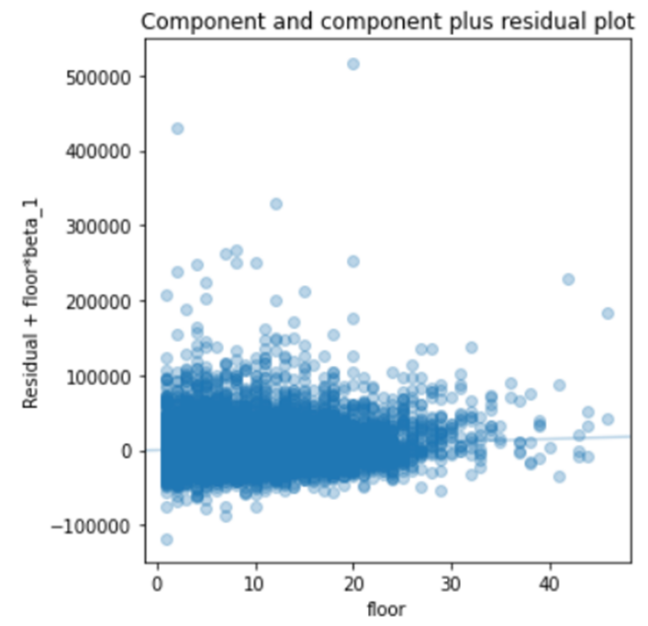 Component and component plus residual plot
500000
400000
300000
200000
100000
0
−100000
Residual + floor*beta_1
0 10 20 30 40
floor